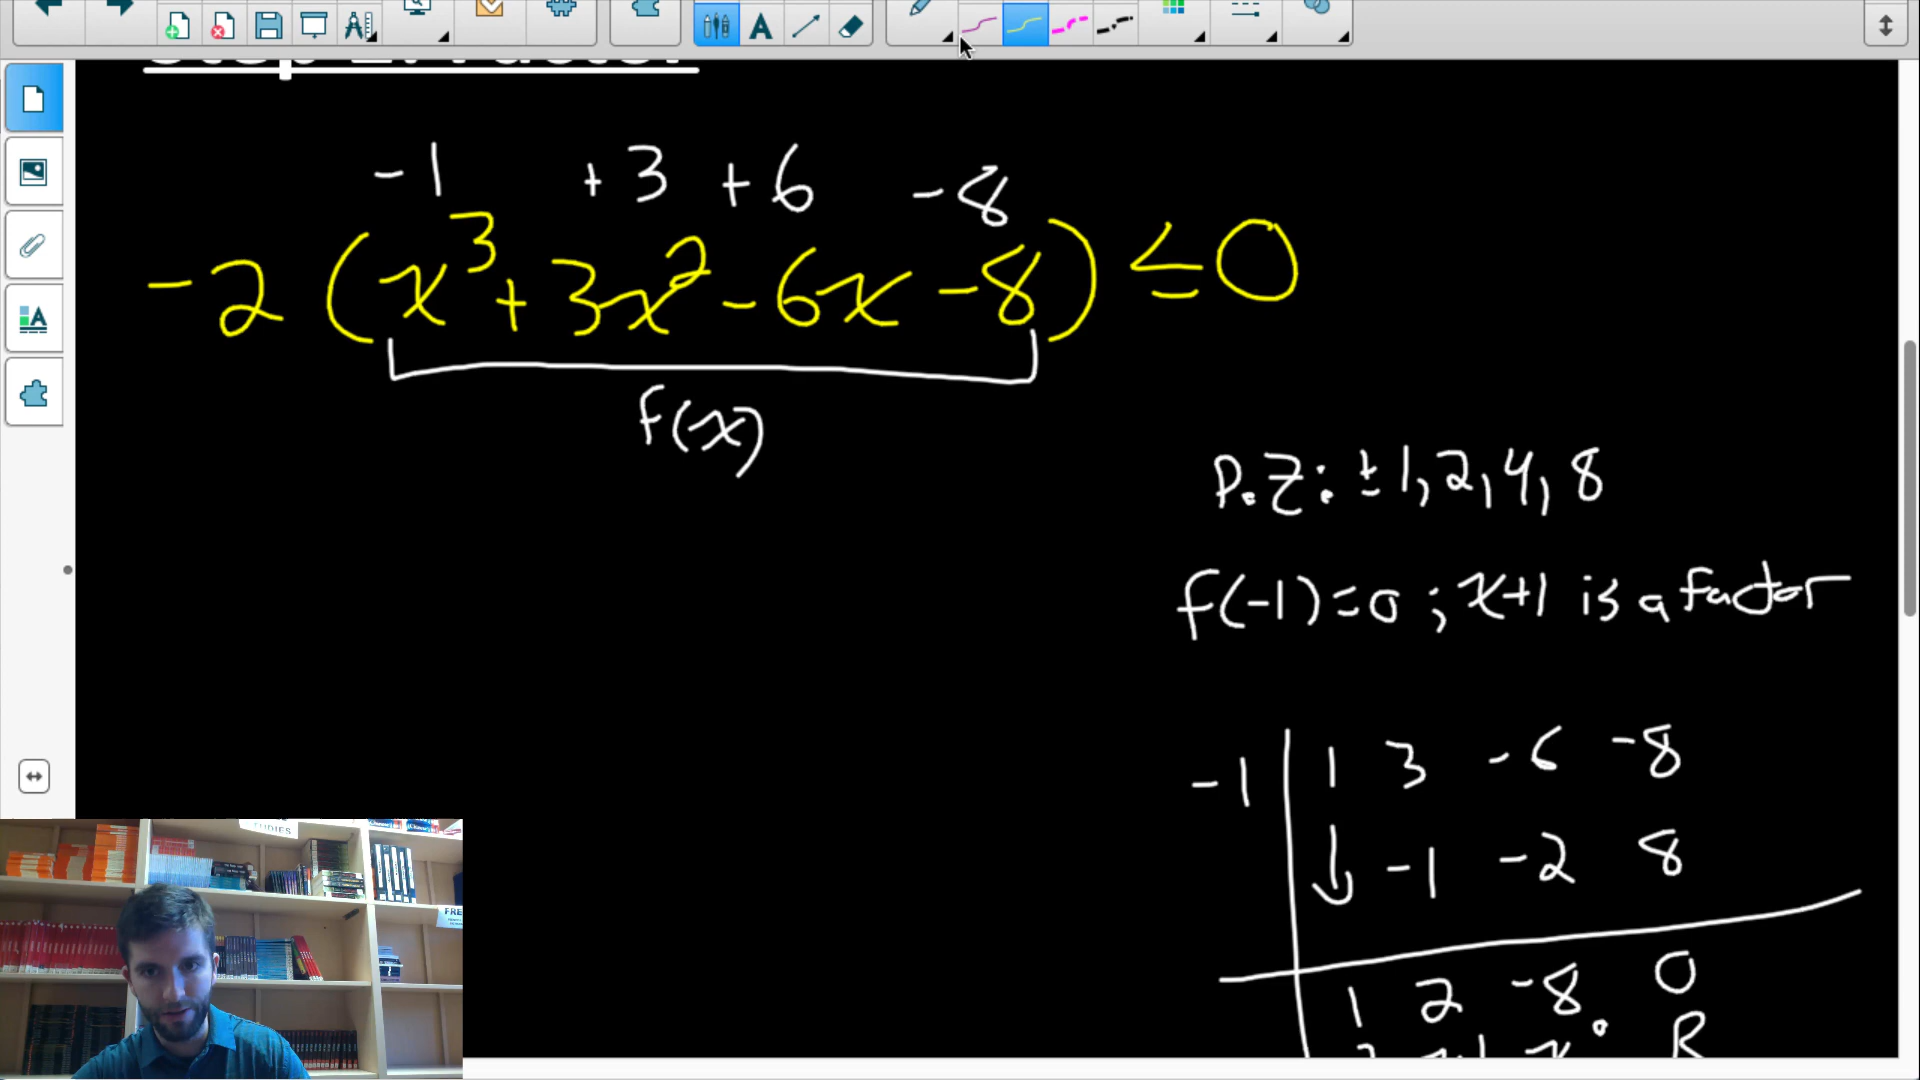 -1 +3 +6 -8
-2 (x³+3x²-6x-8) ≤0
f(x)
P.Z: ±1,2,4,8
f(-1)=0 ; x+1 is a factor
-1 | 1 3 -6 -8
↓ -1 -2 8
1 2 -8 0
R